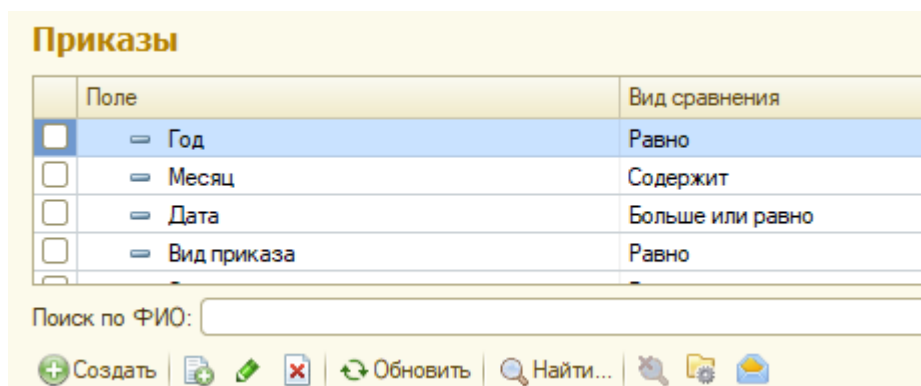 Приказы
Поле Вид сравнения
Год Равно
Месяц Содержит
Дата Больше или равно
Вид приказа Равно
Поиск по ФИО:
Создать Обновить Найти...